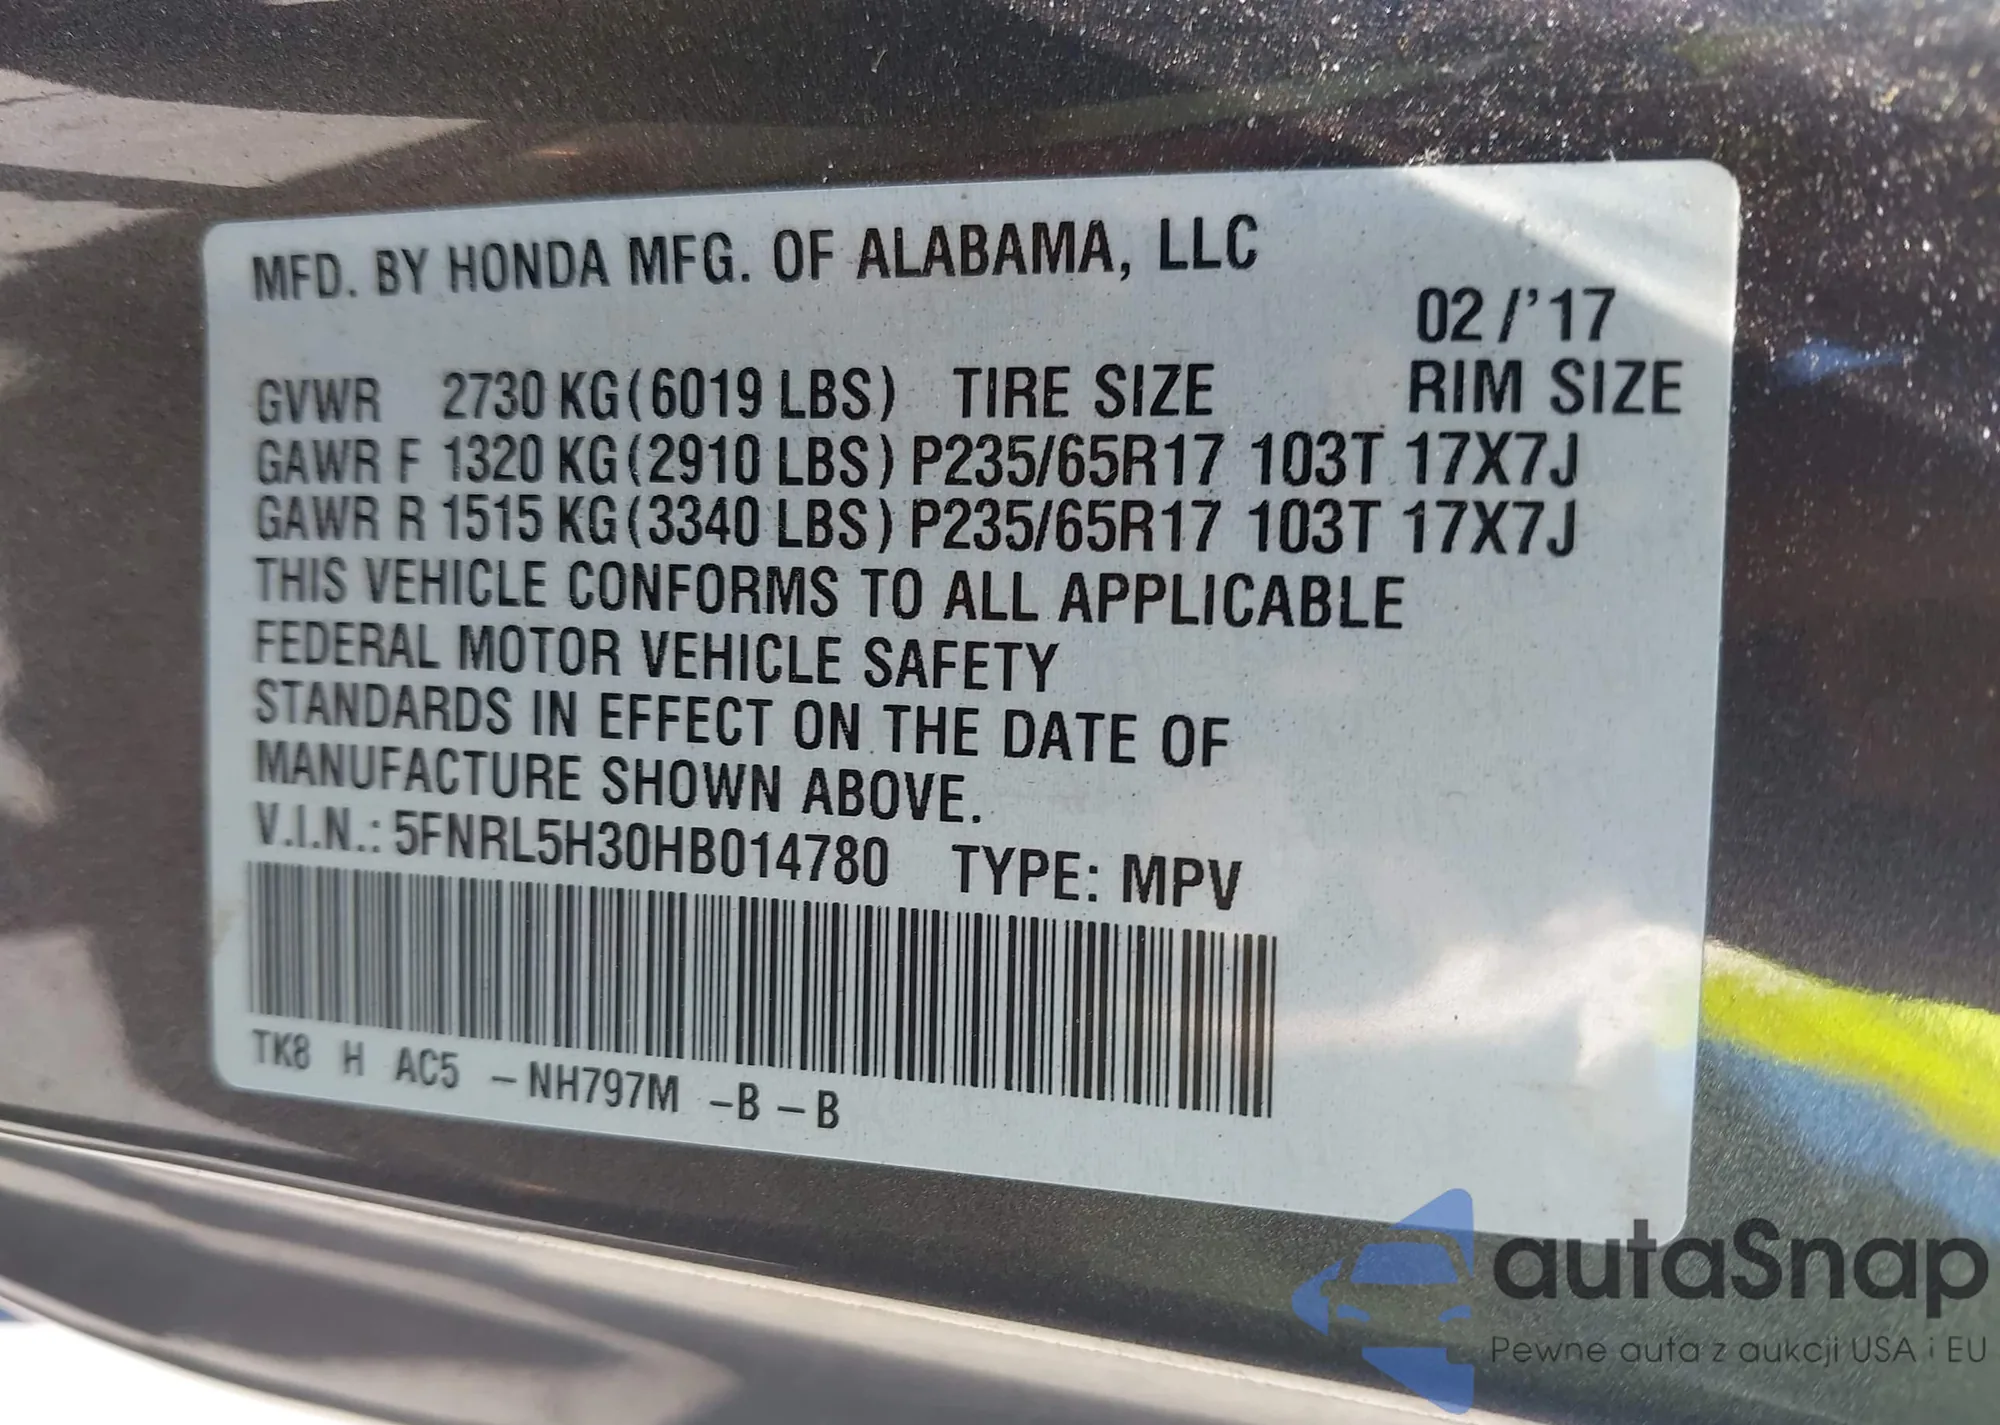 MFD. BY HONDA MFG. OF ALABAMA, LLC
02/'17
GVWR 2730 KG(6019 LBS) TIRE SIZE RIM SIZE
GAWR F 1320 KG(2910 LBS) P235/65R17 103T 17X7J
GAWR R 1515 KG(3340 LBS) P235/65R17 103T 17X7J
THIS VEHICLE CONFORMS TO ALL APPLICABLE
FEDERAL MOTOR VEHICLE SAFETY
STANDARDS IN EFFECT ON THE DATE OF
MANUFACTURE SHOWN ABOVE.
V.I.N.: 5FNRL5H30HB014780 TYPE: MPV
TK8 H AC5 -NH797M -B-B
autaSnap
Pewne auta z aukcji USA i EU